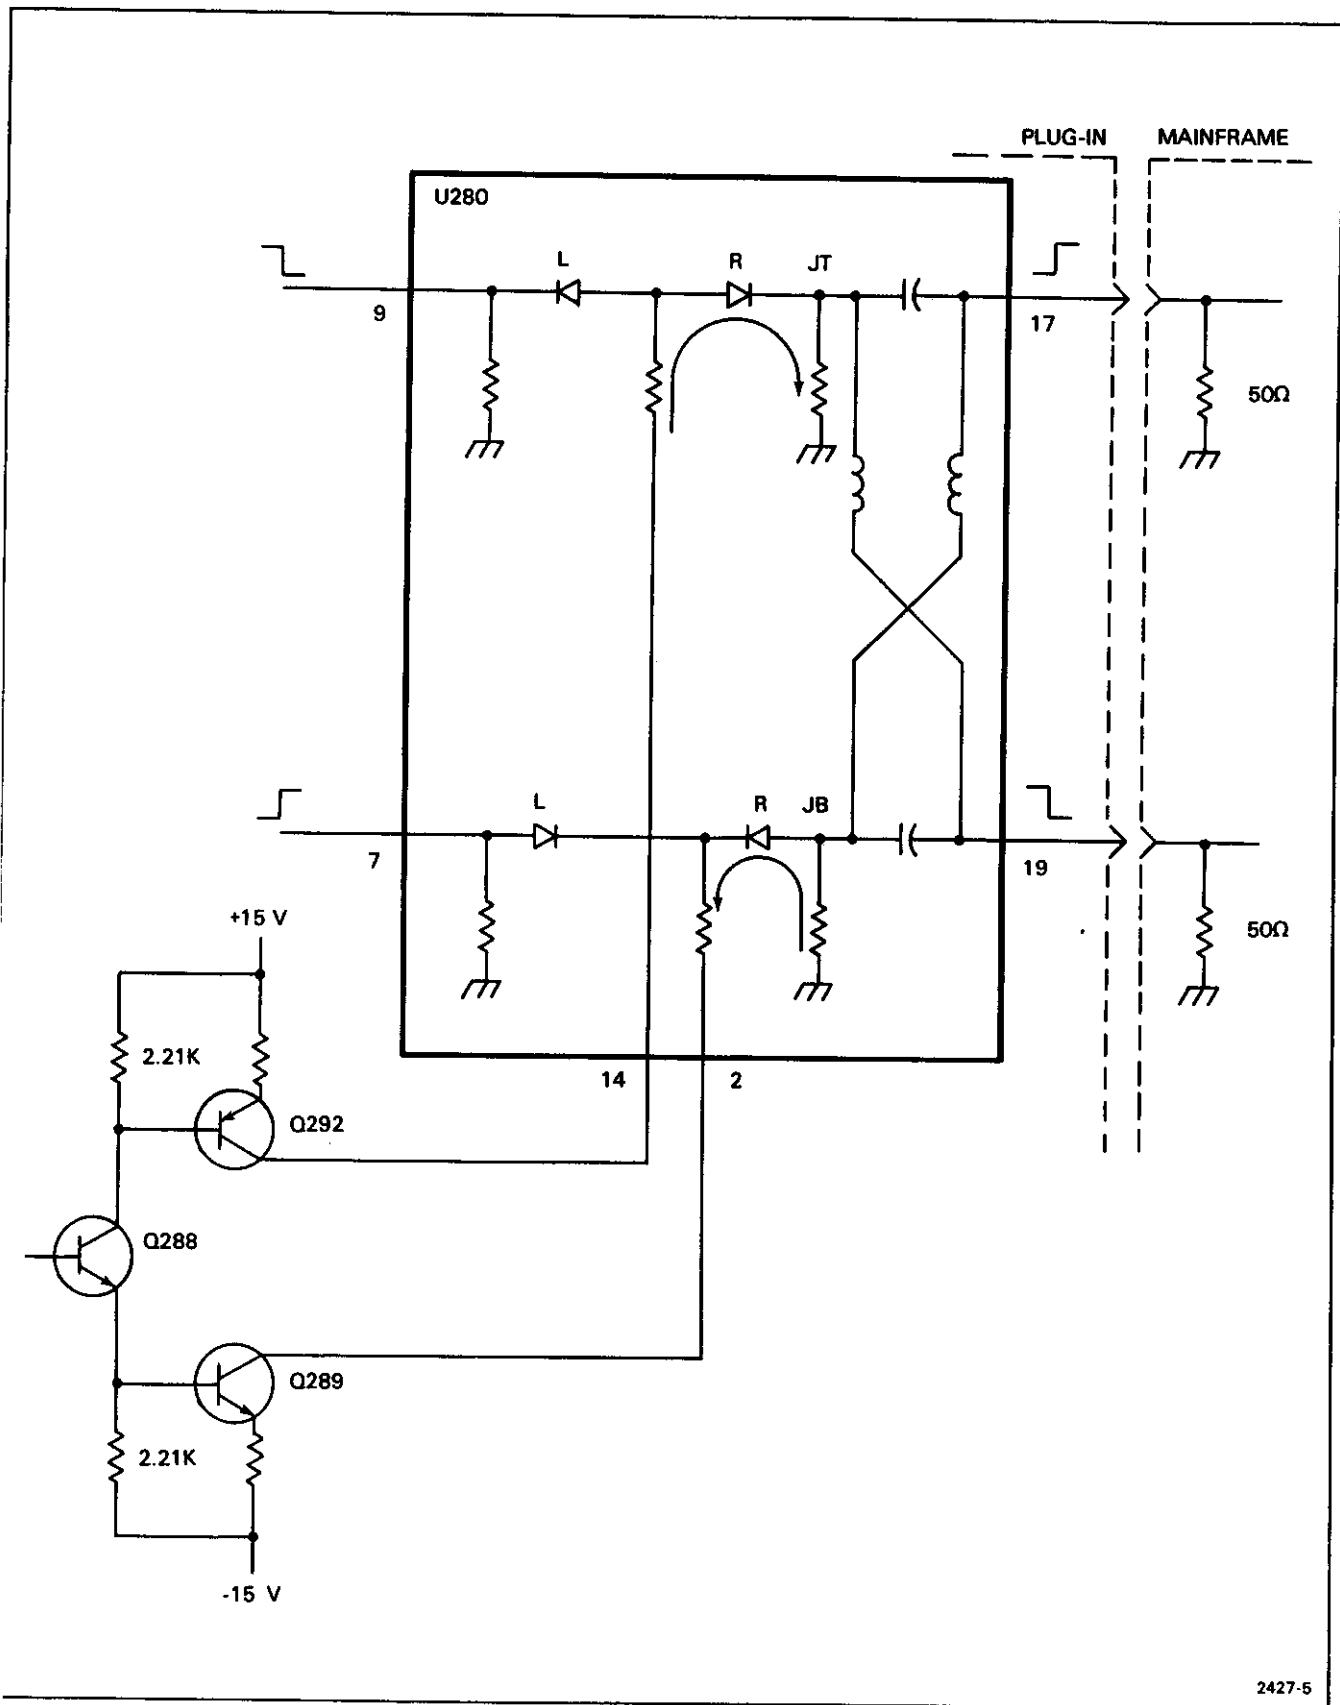 PLUG-IN MAINFRAME
U280
L R JT
9
17
50Ω
L R JB
7
19
50Ω
+15 V
2.21K
14 2
Q292
Q288
Q289
2.21K
-15 V
2427-5